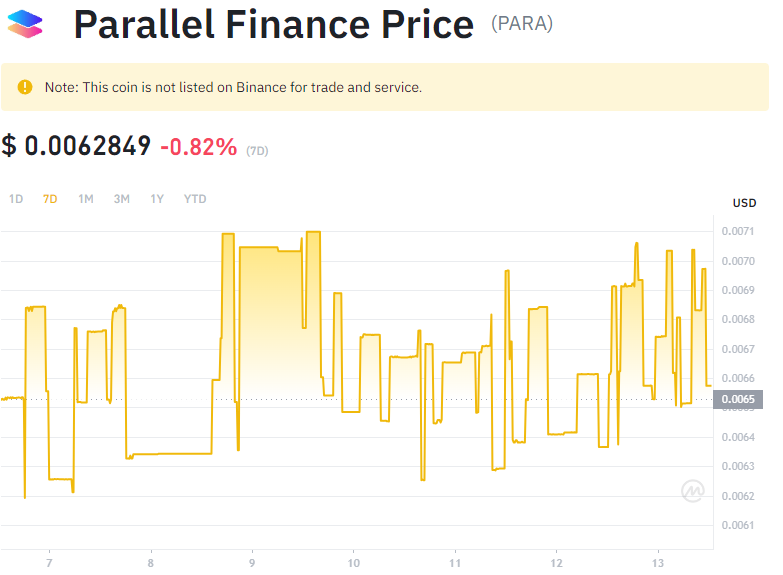 Parallel Finance Price (PARA)
Note: This coin is not listed on Binance for trade and service.
$ 0.0062849 -0.82% (7D)
1D 7D 1M 3M 1Y YTD
USD
0.0071
0.0070
0.0069
0.0068
0.0067
0.0066
0.0065
0.0064
0.0063
0.0062
0.0061
7 8 9 10 11 12 13